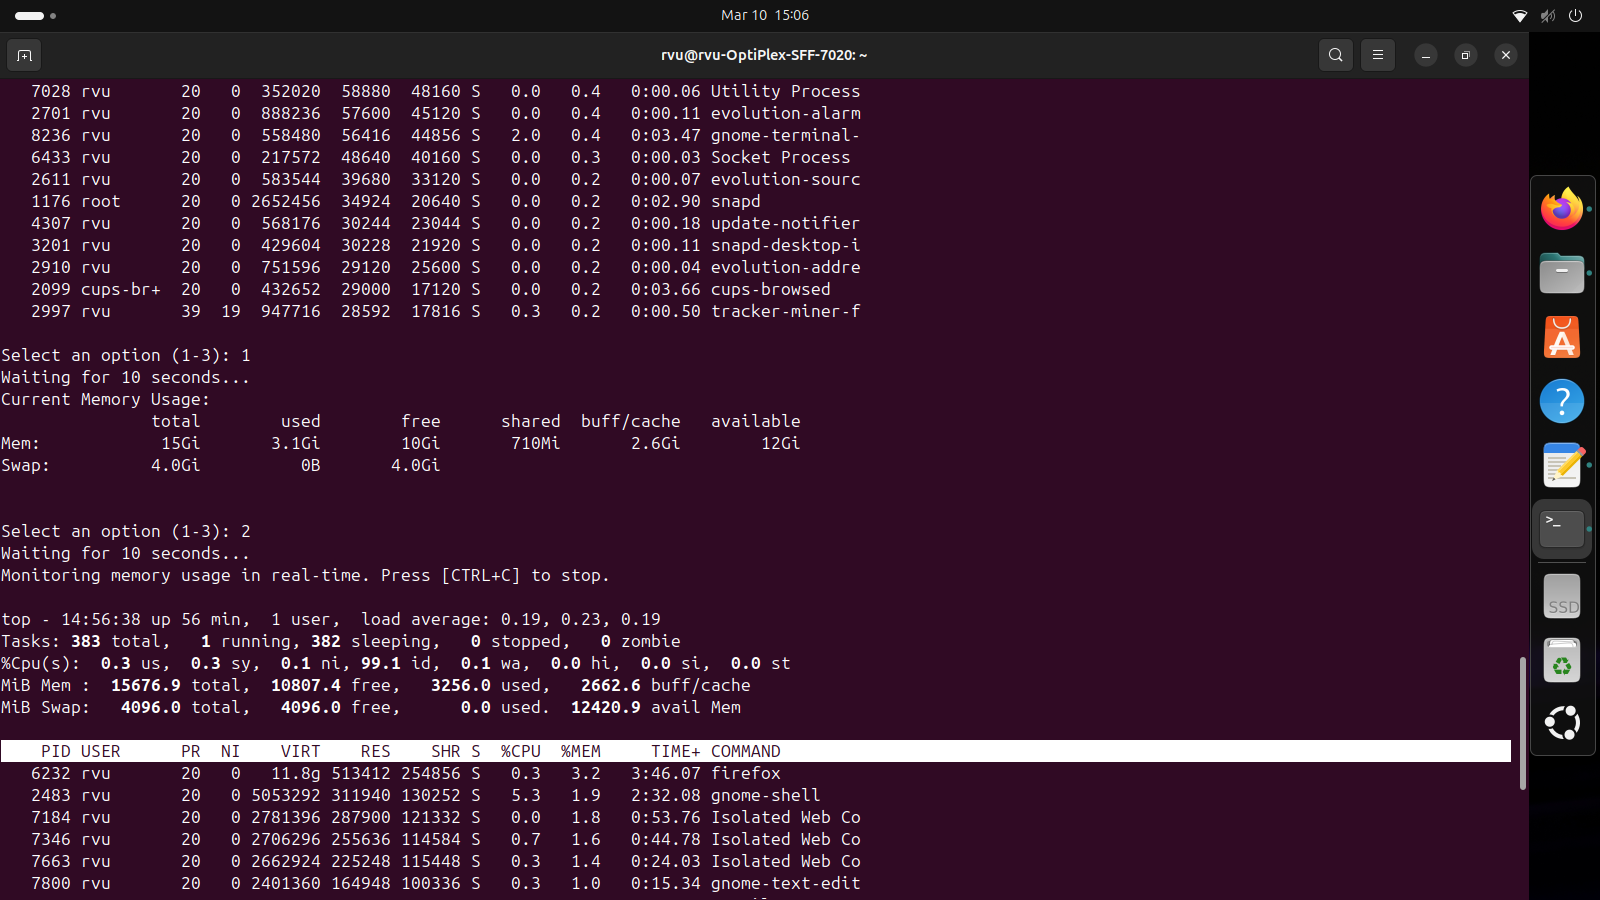 Mar 10 15:06
rvu@rvu-OptiPlex-SFF-7020: ~
7028 rvu 20 0 352020 58880 48160 S 0.0 0.4 0:00.06 Utility Process
2701 rvu 20 0 888236 57600 45120 S 0.0 0.4 0:00.11 evolution-alarm
8236 rvu 20 0 558480 56416 44856 S 2.0 0.4 0:03.47 gnome-terminal-
6433 rvu 20 0 217572 48640 40160 S 0.0 0.3 0:00.03 Socket Process
2611 rvu 20 0 583544 39680 33120 S 0.0 0.2 0:00.07 evolution-sourc
1176 root 20 0 2652456 34924 20640 S 0.0 0.2 0:02.90 snapd
4307 rvu 20 0 568176 30244 23044 S 0.0 0.2 0:00.18 update-notifier
3201 rvu 20 0 429604 30228 21920 S 0.0 0.2 0:00.11 snapd-desktop-i
2910 rvu 20 0 751596 29120 25600 S 0.0 0.2 0:00.04 evolution-addre
2099 cups-br+ 20 0 432652 29000 17120 S 0.0 0.2 0:03.66 cups-browsed
2997 rvu 39 19 947716 28592 17816 S 0.3 0.2 0:00.50 tracker-miner-f
Select an option (1-3): 1
Waiting for 10 seconds...
Current Memory Usage:
total used free shared buff/cache available
Mem: 15Gi 3.1Gi 10Gi 710Mi 2.6Gi 12Gi
Swap: 4.0Gi 0B 4.0Gi
Select an option (1-3): 2
Waiting for 10 seconds...
Monitoring memory usage in real-time. Press [CTRL+C] to stop.
top - 14:56:38 up 56 min, 1 user, load average: 0.19, 0.23, 0.19
Tasks: 383 total, 1 running, 382 sleeping, 0 stopped, 0 zombie
%Cpu(s): 0.3 us, 0.3 sy, 0.1 ni, 99.1 id, 0.1 wa, 0.0 hi, 0.0 si, 0.0 st
MiB Mem : 15676.9 total, 10807.4 free, 3256.0 used, 2662.6 buff/cache
MiB Swap: 4096.0 total, 4096.0 free, 0.0 used. 12420.9 avail Mem
PID USER PR NI VIRT RES SHR S %CPU %MEM TIME+ COMMAND
6232 rvu 20 0 11.8g 513412 254856 S 0.3 3.2 3:46.07 firefox
2483 rvu 20 0 5053292 311940 130252 S 5.3 1.9 2:32.08 gnome-shell
7184 rvu 20 0 2781396 287900 121332 S 0.0 1.8 0:53.76 Isolated Web Co
7346 rvu 20 0 2706296 255636 114584 S 0.7 1.6 0:44.78 Isolated Web Co
7663 rvu 20 0 2662924 225248 115448 S 0.3 1.4 0:24.03 Isolated Web Co
7800 rvu 20 0 2401360 164948 100336 S 0.3 1.0 0:15.34 gnome-text-edit
SSD